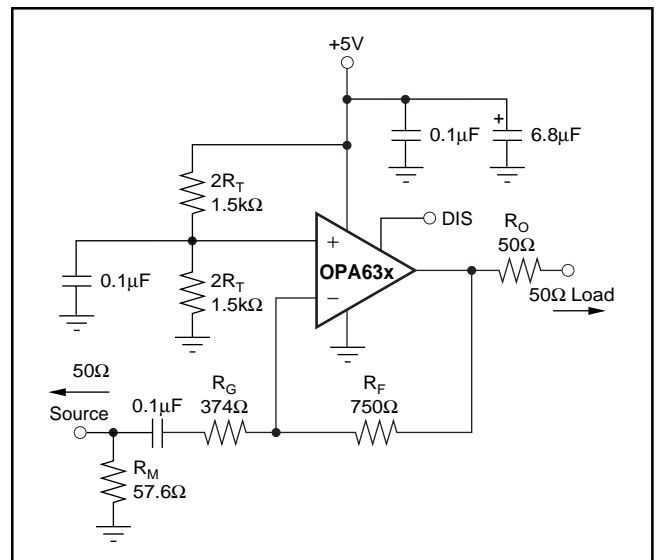 +5V
+
0.1µF
6.8µF
2R_T
1.5kΩ
DIS
R_O
50Ω
+
OPA63x
−
0.1µF
2R_T
1.5kΩ
50Ω Load
50Ω
Source
0.1µF
R_G
374Ω
R_F
750Ω
R_M
57.6Ω